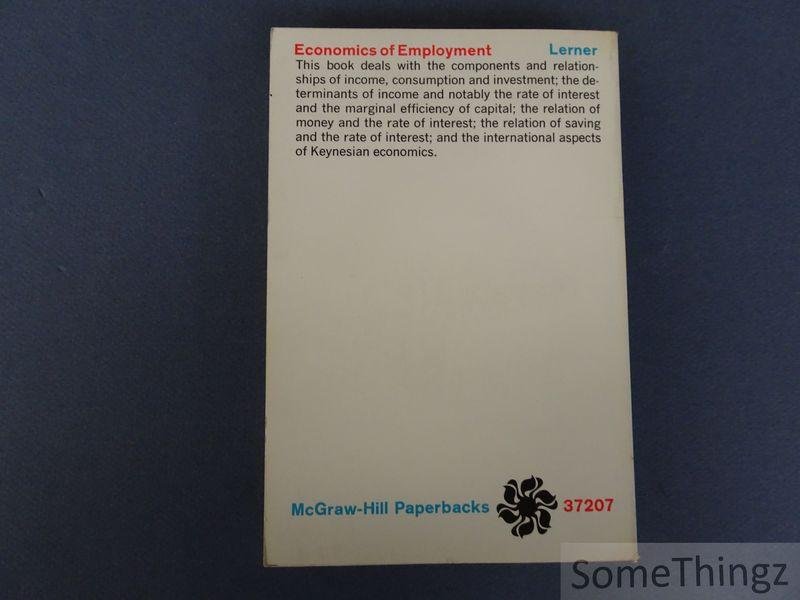 Economics of Employment Lerner
This book deals with the components and relation-
ships of income, consumption and investment; the de-
terminants of income and notably the rate of interest
and the marginal efficiency of capital; the relation of
money and the rate of interest; the relation of saving
and the rate of interest; and the international aspects
of Keynesian economics.
McGraw-Hill Paperbacks 37207
SomeThingz